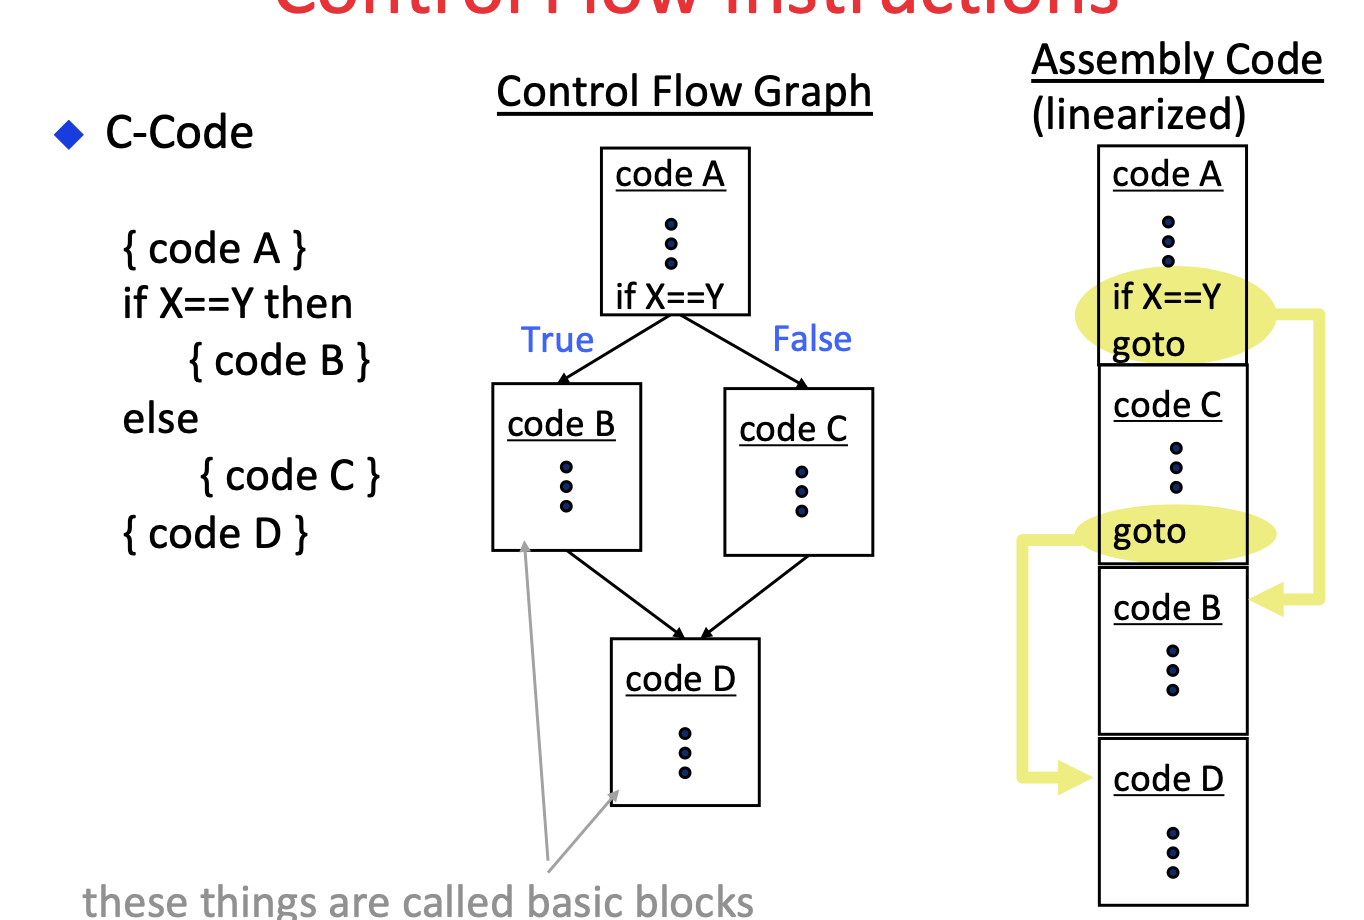 Control Flow Instructions
C-Code
{ code A }
if X==Y then
{ code B }
else
{ code C }
{ code D }
Control Flow Graph
code A
if X==Y
True
False
code B
code C
code D
these things are called basic blocks
Assembly Code
(linearized)
code A
if X==Y
goto
code C
goto
code B
code D